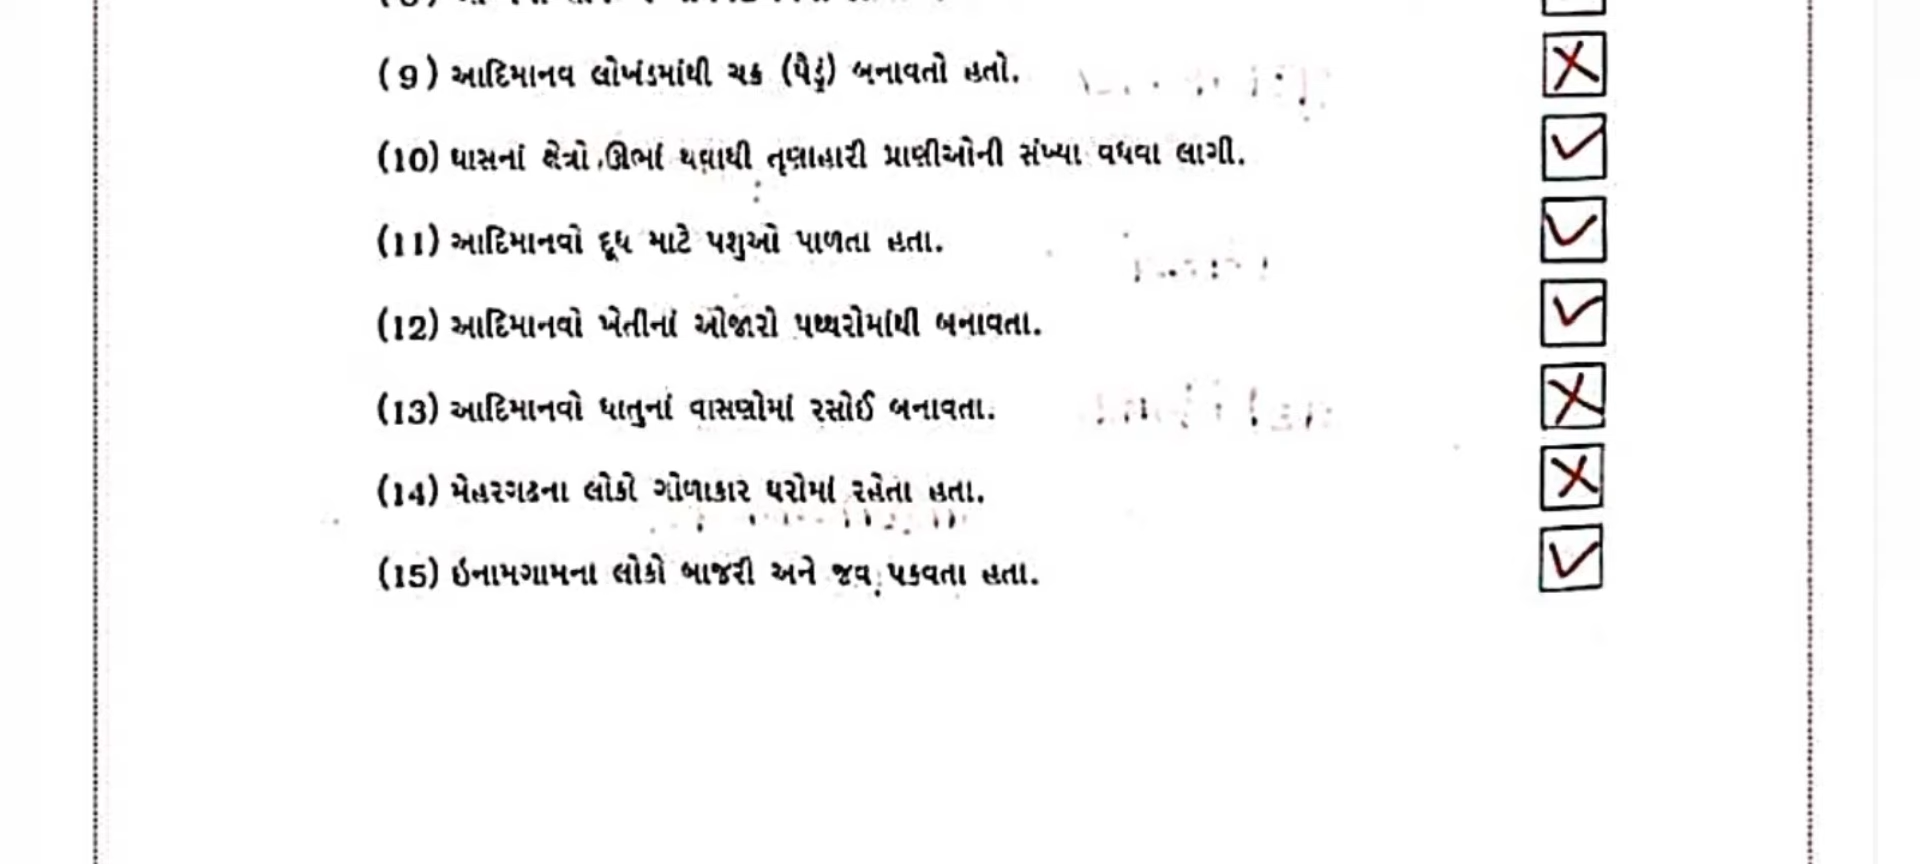 (9) આદિમાનવ લોખંડમાંથી ચક્ર (પૈડું) બનાવતો હતો.
(10) ઘાસનાં ક્ષેત્રો ઊભાં થવાથી તૃણાહારી પ્રાણીઓની સંખ્યા વધવા લાગી.
(11) આદિમાનવો દૂધ માટે પશુઓ પાળતા હતા.
(12) આદિમાનવો ખેતીનાં ઓજારો પથ્થરોમાંથી બનાવતા.
(13) આદિમાનવો ધાતુનાં વાસણોમાં રસોઈ બનાવતા.
(14) મેહરગઢના લોકો ગોળાકાર ઘરોમાં રહેતા હતા.
(15) ઇનામગામના લોકો બાજરી અને જવ પકવતા હતા.